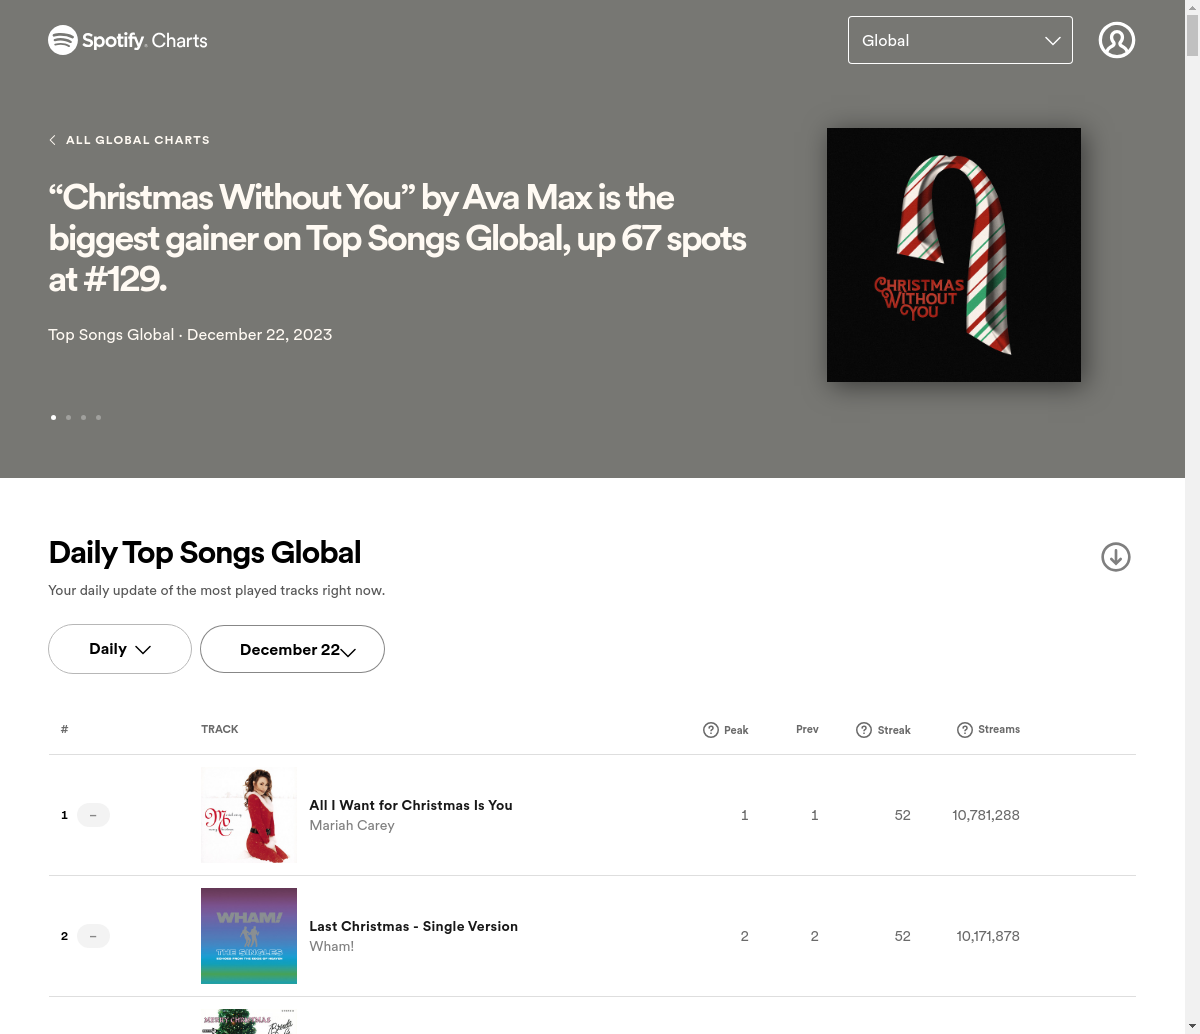 Spotify. Charts
Global
ALL GLOBAL CHARTS
“Christmas Without You” by Ava Max is the
biggest gainer on Top Songs Global, up 67 spots
at #129.
Top Songs Global · December 22, 2023
CHRISTMAS
WITHOUT
YOU
Daily Top Songs Global
Your daily update of the most played tracks right now.
Daily
December 22
# TRACK Peak Prev Streak Streams
1 – All I Want for Christmas Is You 1 1 52 10,781,288
Mariah Carey
WHAM!
THE SINGLES
2 – Last Christmas - Single Version 2 2 52 10,171,878
Wham!
MERRY CHRISTMAS